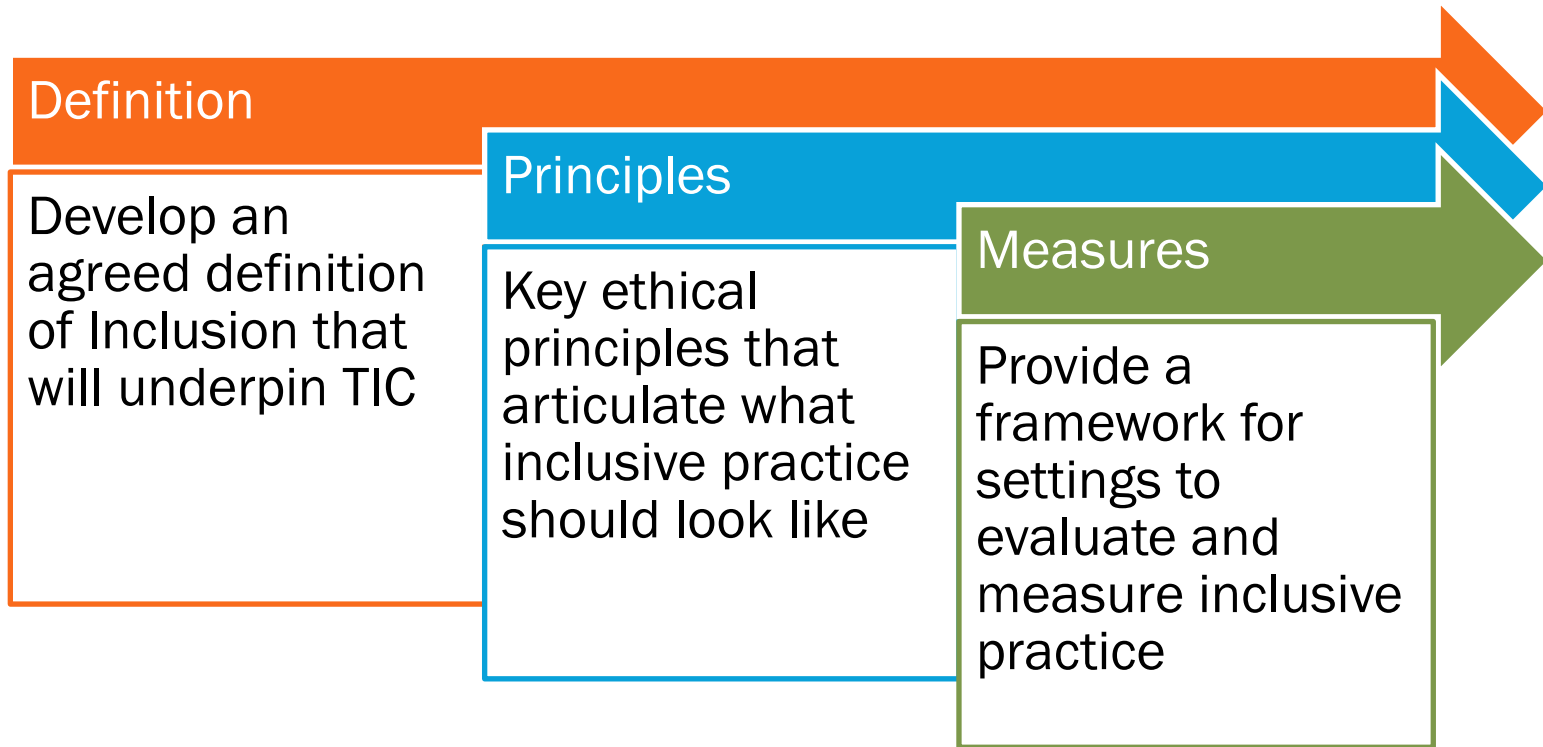 Definition
Develop an
agreed definition
of Inclusion that
will underpin TIC
Principles
Key ethical
principles that
articulate what
inclusive practice
should look like
Measures
Provide a
framework for
settings to
evaluate and
measure inclusive
practice